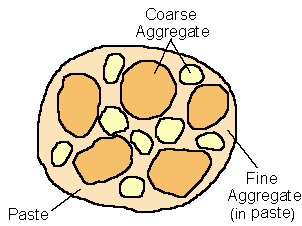 Coarse
Aggregate
Fine
Aggregate
(in paste)
Paste